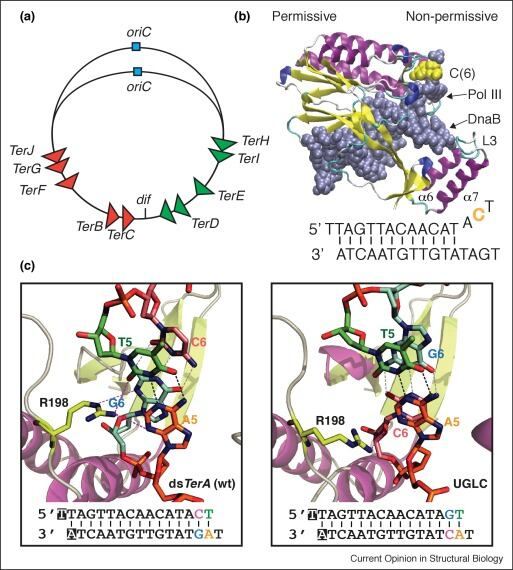 (a)
oriC
oriC
TerJ
TerG
TerF
TerB
TerC
dif
TerD
TerE
TerI
TerH
(b)
Permissive
Non-permissive
C(6)
Pol III
DnaB
L3
α6
α7
A C T
5' TTAGTTACAACAT
3' ATCAATGTTGTATAGT
(c)
T5
C6
G6
R198
A5
dsTerA (wt)
5' TTAGTTACAACATACT
3' ATCAATGTTGTATGAT
T5
G6
R198
C6
A5
UGLC
5' TTAGTTACAACATAGT
3' ATCAATGTTGTATCAT
Current Opinion in Structural Biology